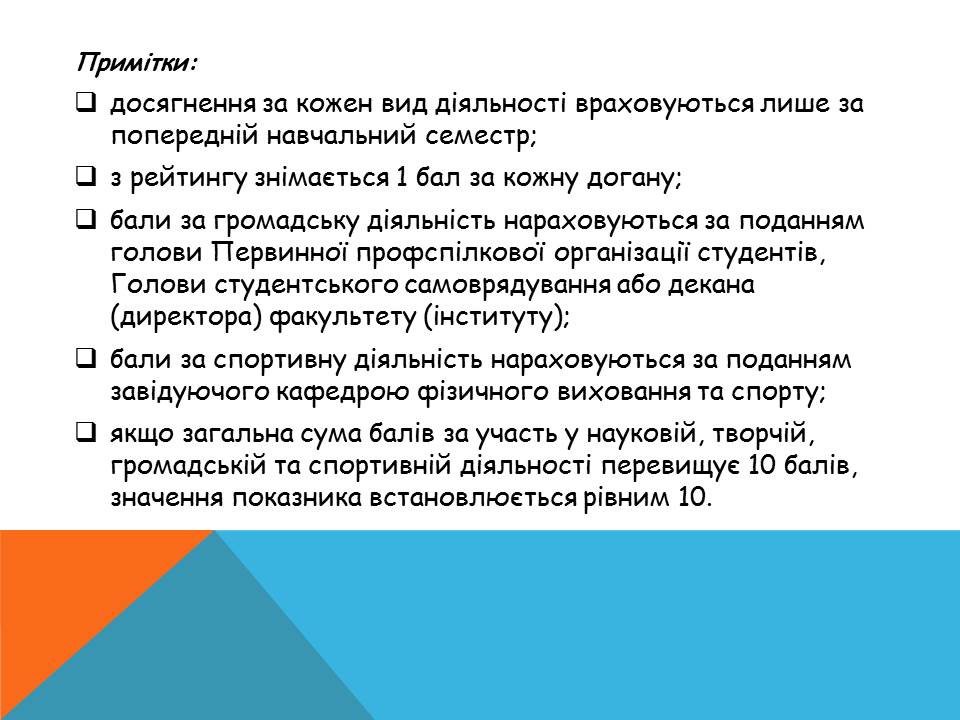 Примітки:
досягнення за кожен вид діяльності враховуються лише за
попередній навчальний семестр;
з рейтингу знімається 1 бал за кожну догану;
бали за громадську діяльність нараховуються за поданням
голови Первинної профспілкової організації студентів,
Голови студентського самоврядування або декана
(директора) факультету (інституту);
бали за спортивну діяльність нараховуються за поданням
завідуючого кафедрою фізичного виховання та спорту;
якщо загальна сума балів за участь у науковій, творчій,
громадській та спортивній діяльності перевищує 10 балів,
значення показника встановлюється рівним 10.